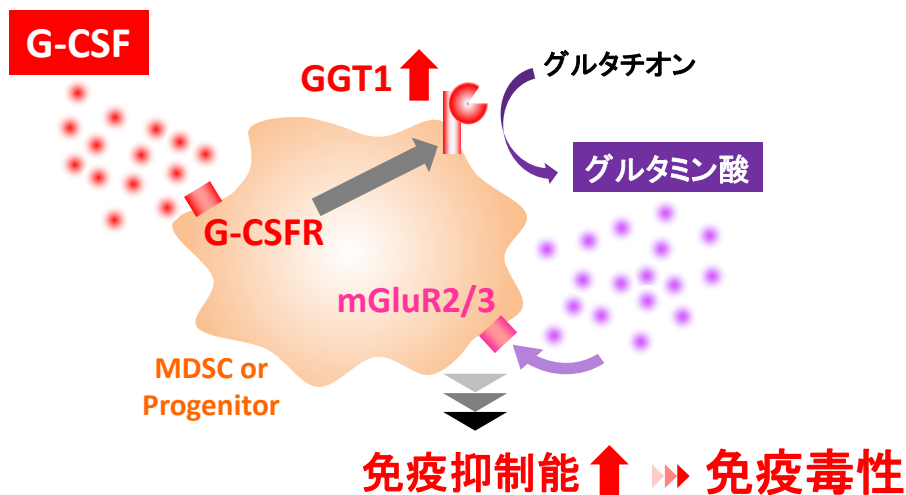 G-CSF
GGT1
グルタチオン
グルタミン酸
G-CSFR
mGluR2/3
MDSC or
Progenitor
免疫抑制能 免疫毒性